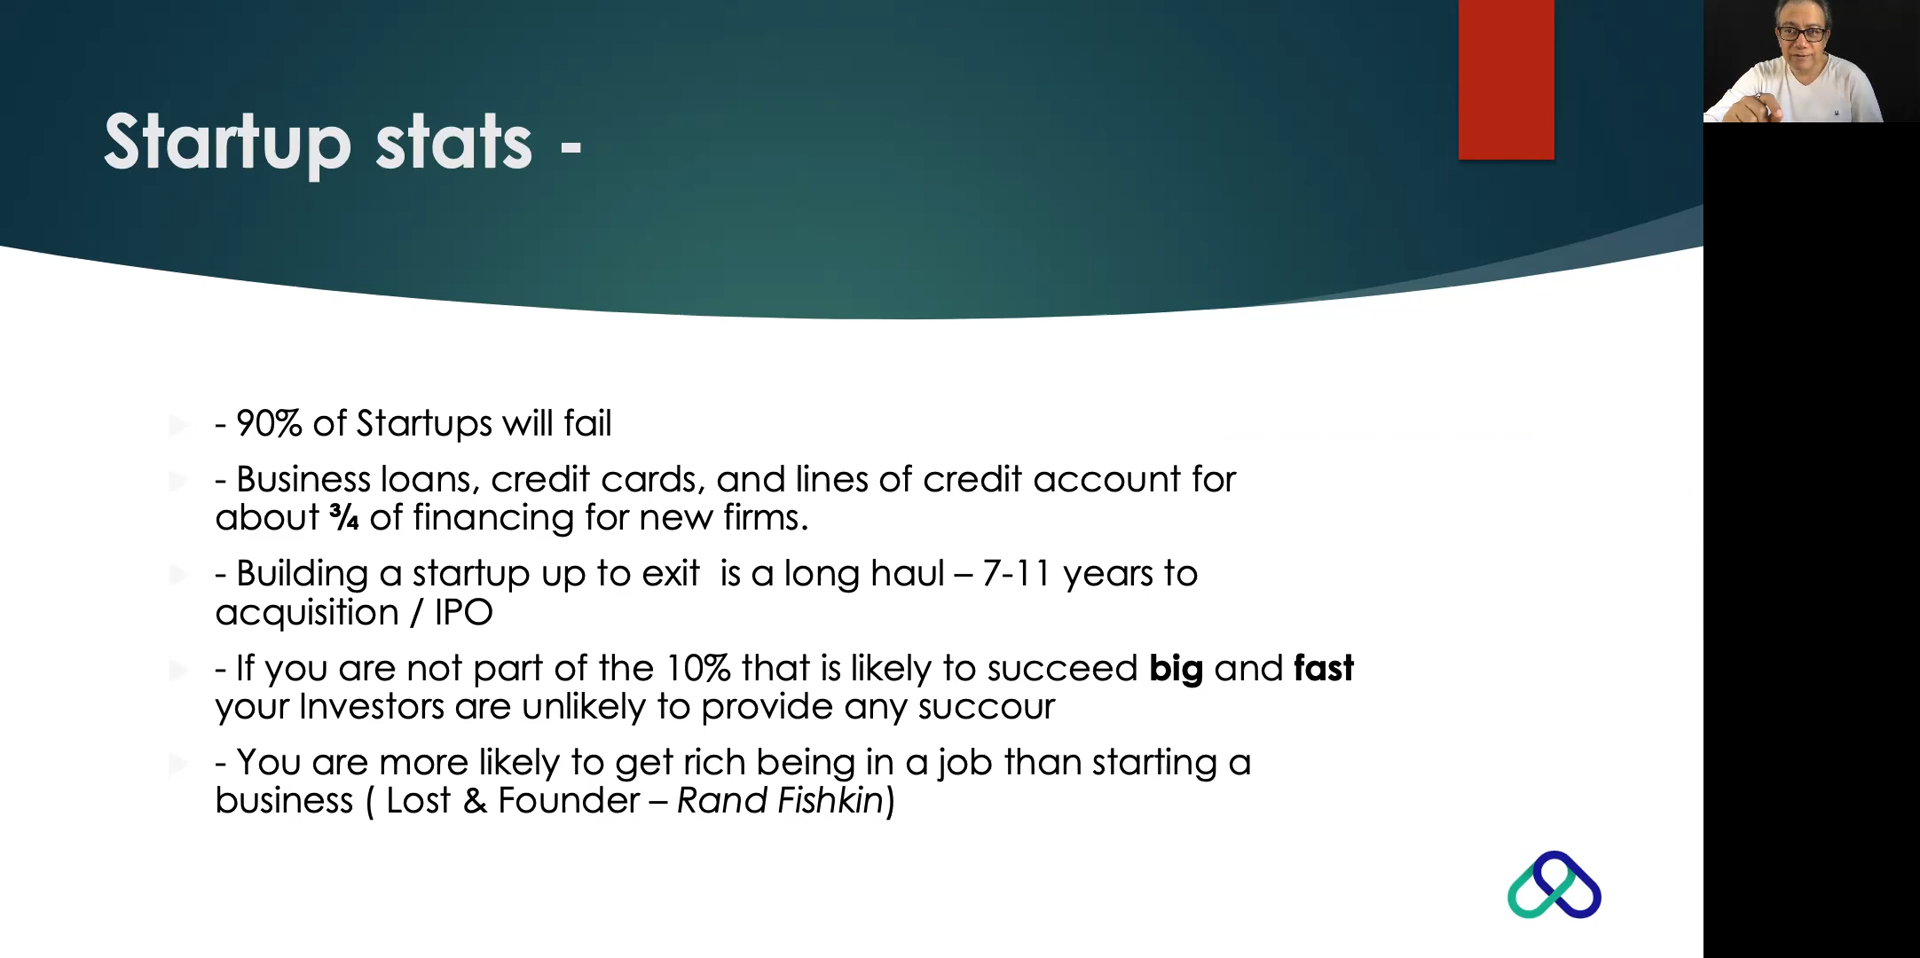 Startup stats -
- 90% of Startups will fail
- Business loans, credit cards, and lines of credit account for
about ¾ of financing for new firms.
- Building a startup up to exit  is a long haul – 7-11 years to
acquisition / IPO
- If you are not part of the 10% that is likely to succeed big and fast
your Investors are unlikely to provide any succour
- You are more likely to get rich being in a job than starting a
business ( Lost & Founder – Rand Fishkin)